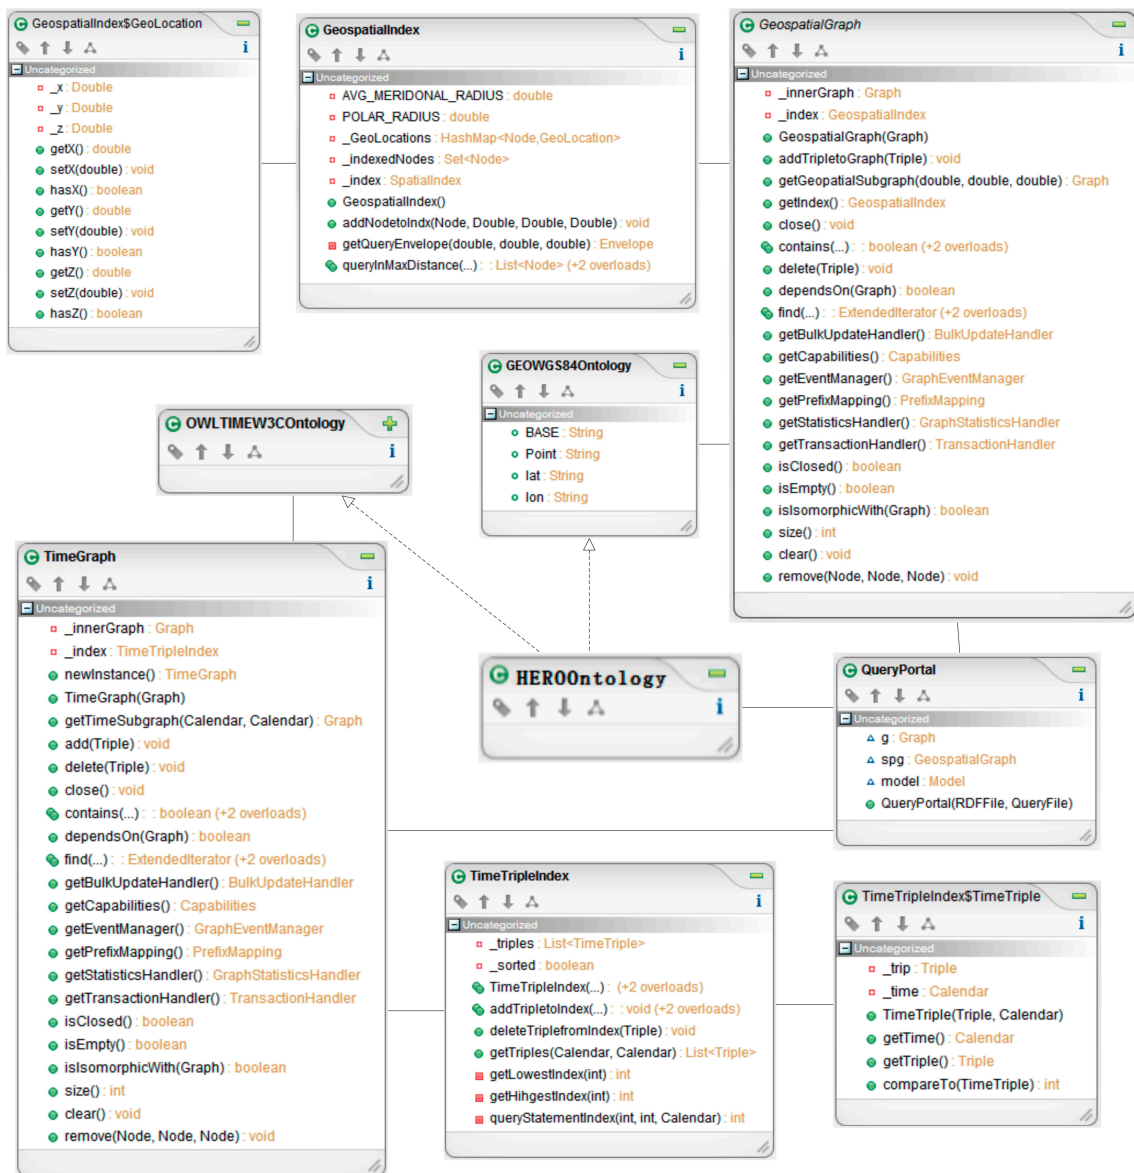 GeospatialIndex$GeoLocation
Uncategorized
_x : Double
_y : Double
_z : Double
getX() : double
setX(double) : void
hasX() : boolean
getY() : double
setY(double) : void
hasY() : boolean
getZ() : double
setZ(double) : void
hasZ() : boolean
GeospatialIndex
Uncategorized
AVG_MERIDONAL_RADIUS : double
POLAR_RADIUS : double
_GeoLocations : HashMap<Node,GeoLocation>
_indexedNodes : Set<Node>
_index : SpatialIndex
GeospatialIndex()
addNodetoIndx(Node, Double, Double, Double) : void
getQueryEnvelope(double, double, double) : Envelope
queryInMaxDistance(...) : : List<Node> (+2 overloads)
GeospatialGraph
Uncategorized
_innerGraph : Graph
_index : GeospatialIndex
GeospatialGraph(Graph)
addTripletoGraph(Triple) : void
getGeopatialSubgraph(double, double, double) : Graph
getIndex() : GeospatialIndex
close() : void
contains(...) : : boolean (+2 overloads)
delete(Triple) : void
dependsOn(Graph) : boolean
find(...) : : ExtendedIterator (+2 overloads)
getBulkUpdateHandler() : BulkUpdateHandler
getCapabilities() : Capabilities
getEventManager() : GraphEventManager
getPrefixMapping() : PrefixMapping
getStatisticsHandler() : GraphStatisticsHandler
getTransactionHandler() : TransactionHandler
isClosed() : boolean
isEmpty() : boolean
isIsomorphicWith(Graph) : boolean
size() : int
clear() : void
remove(Node, Node, Node) : void
GEOWGS84Ontology
Uncategorized
BASE : String
Point : String
lat : String
lon : String
OWLTIMEW3COntology
TimeGraph
Uncategorized
_innerGraph : Graph
_index : TimeTripleIndex
newInstance() : TimeGraph
TimeGraph(Graph)
getTimeSubgraph(Calendar, Calendar) : Graph
add(Triple) : void
delete(Triple) : void
close() : void
contains(...) : : boolean (+2 overloads)
dependsOn(Graph) : boolean
find(...) : : ExtendedIterator (+2 overloads)
getBulkUpdateHandler() : BulkUpdateHandler
getCapabilities() : Capabilities
getEventManager() : GraphEventManager
getPrefixMapping() : PrefixMapping
getStatisticsHandler() : GraphStatisticsHandler
getTransactionHandler() : TransactionHandler
isClosed() : boolean
isEmpty() : boolean
isIsomorphicWith(Graph) : boolean
size() : int
clear() : void
remove(Node, Node, Node) : void
HEROOntology
QueryPortal
Uncategorized
g : Graph
spg : GeospatialGraph
model : Model
QueryPortal(RDFFile, QueryFile)
TimeTripleIndex
Uncategorized
_triples : List<TimeTriple>
_sorted : boolean
TimeTripleIndex(...) : (+2 overloads)
addTripletoIndex(...) : : void (+2 overloads)
deleteTriplefromIndex(Triple) : void
getTriples(Calendar, Calendar) : List<Triple>
getLowestIndex(int) : int
getHihgestIndex(int) : int
queryStatementIndex(int, int, Calendar) : int
TimeTripleIndex$TimeTriple
Uncategorized
_trip : Triple
_time : Calendar
TimeTriple(Triple, Calendar)
getTime() : Calendar
getTriple() : Triple
compareTo(TimeTriple) : int